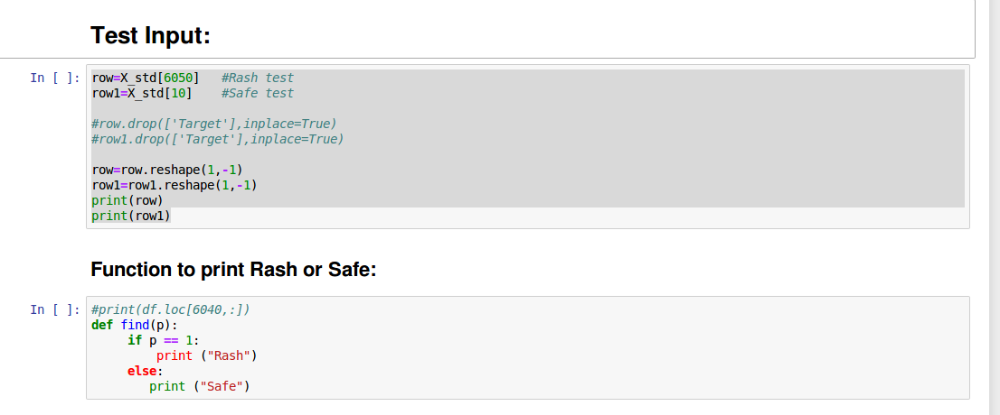 Test Input:
In [ ]: row=X_std[6050]   #Rash test
row1=X_std[10]    #Safe test
#row.drop(['Target'],inplace=True)
#row1.drop(['Target'],inplace=True)
row=row.reshape(1,-1)
row1=row1.reshape(1,-1)
print(row)
print(row1)
Function to print Rash or Safe:
In [ ]: #print(df.loc[6040,:])
def find(p):
     if p == 1:
         print ("Rash")
     else:
        print ("Safe")